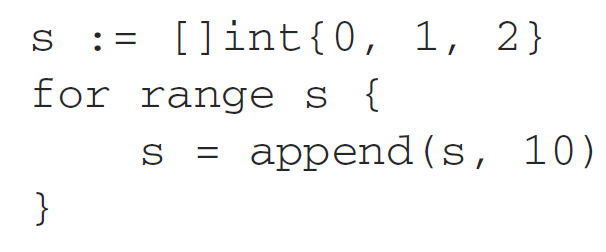 s := []int{0, 1, 2}
for range s {
    s = append(s, 10)
}